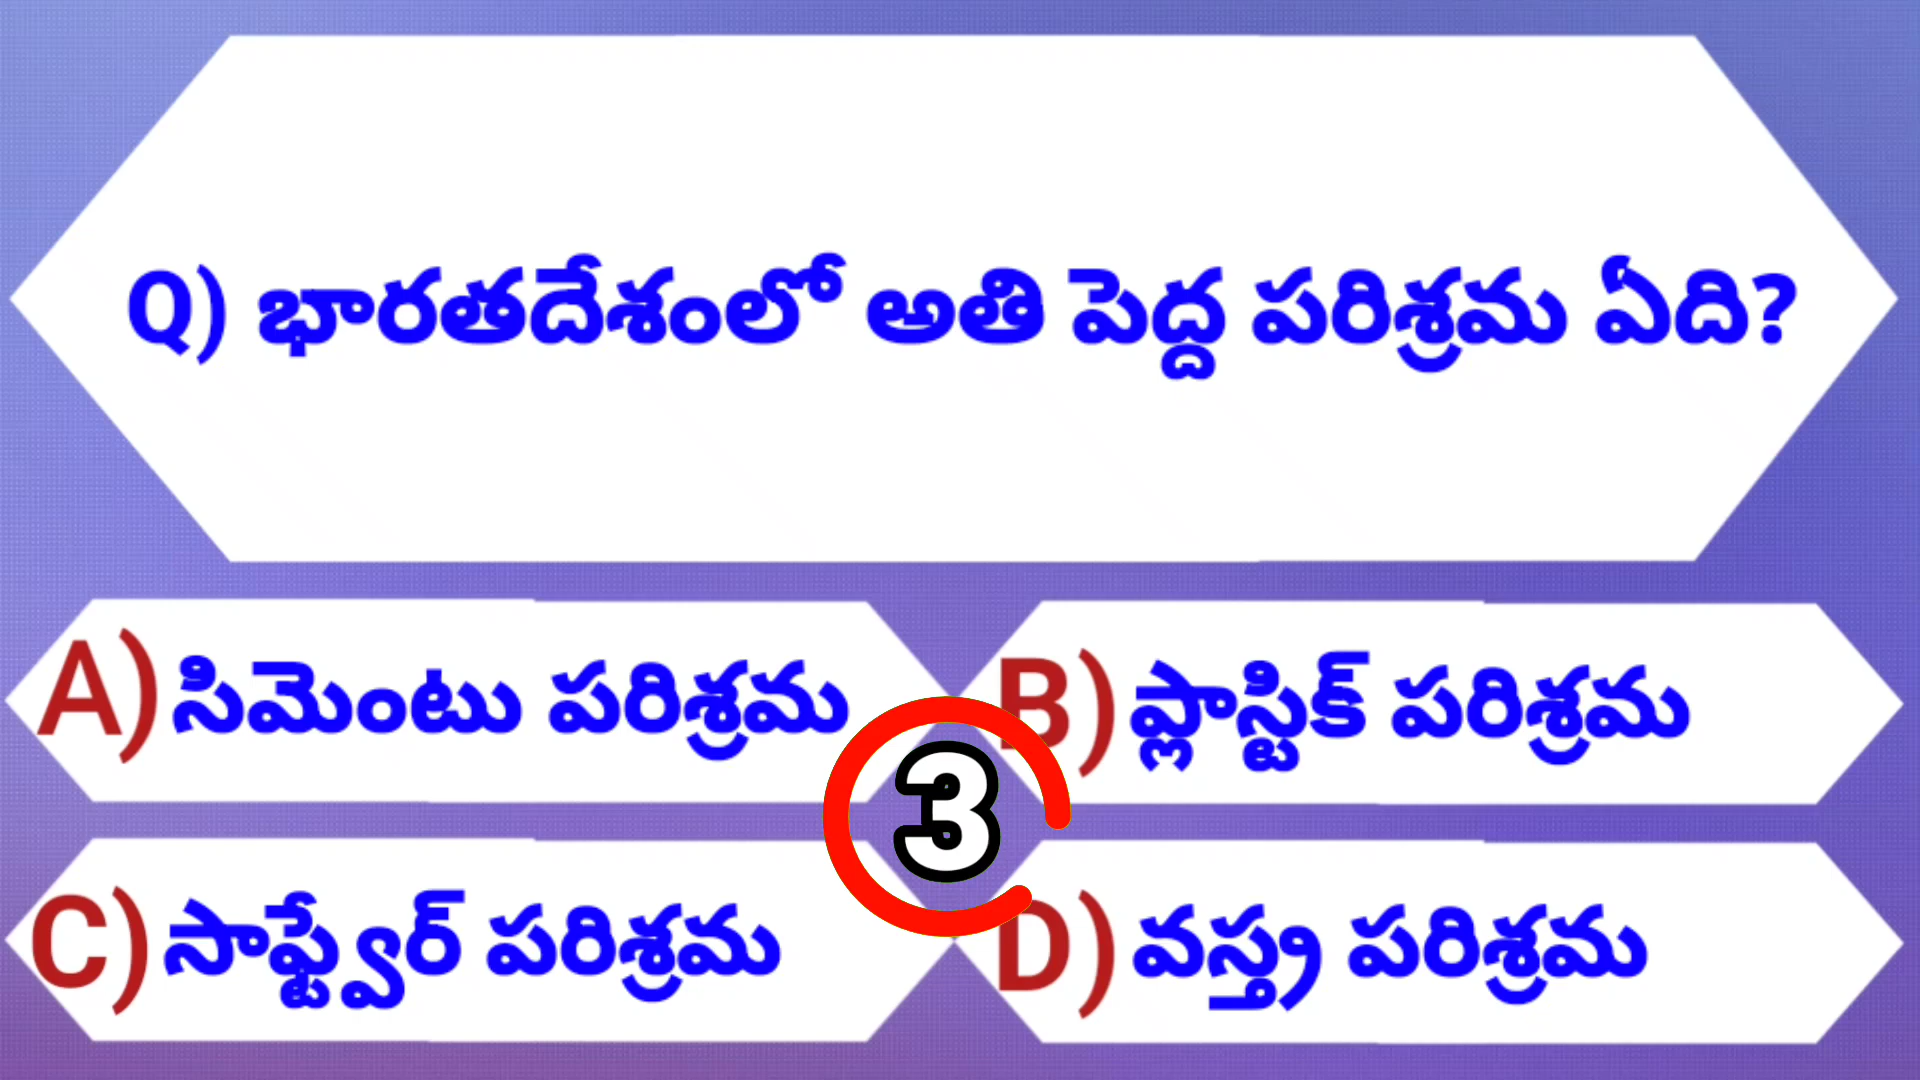 Q) భారతదేశంలో అతి పెద్ద పరిశ్రమ ఏది?
A) సిమెంటు పరిశ్రమ
B) ప్లాస్టిక్ పరిశ్రమ
3
C) సాఫ్ట్వేర్ పరిశ్రమ
D) వస్త్ర పరిశ్రమ